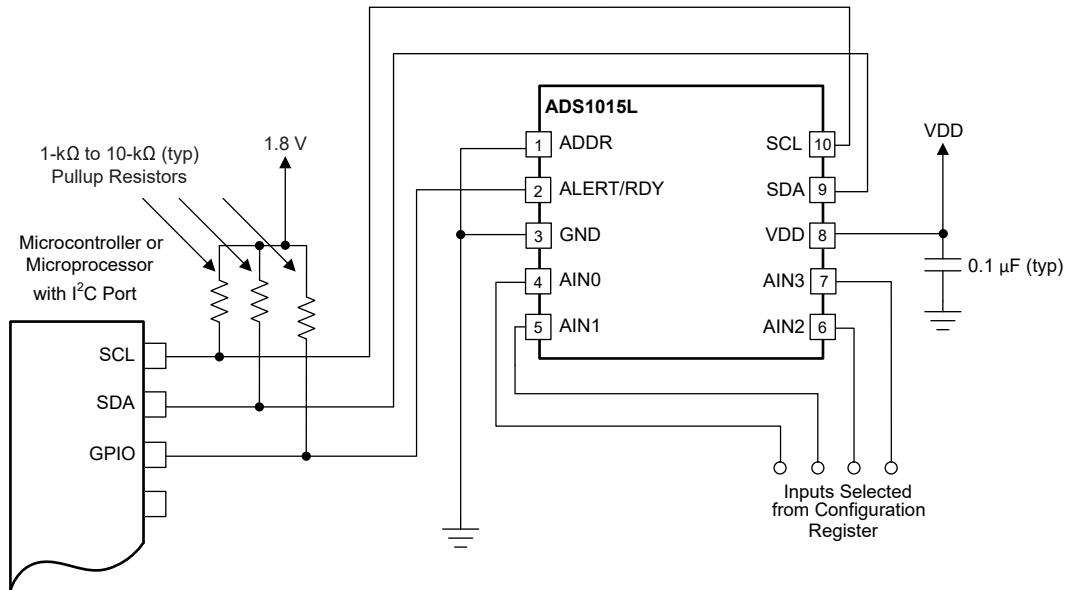 1-kΩ to 10-kΩ (typ)
Pullup Resistors
1.8 V
Microcontroller or
Microprocessor
with I²C Port
SCL
SDA
GPIO
ADS1015L
1 ADDR
2 ALERT/RDY
3 GND
4 AIN0
5 AIN1
SCL 10
SDA 9
VDD 8
AIN3 7
AIN2 6
VDD
0.1 μF (typ)
Inputs Selected
from Configuration
Register